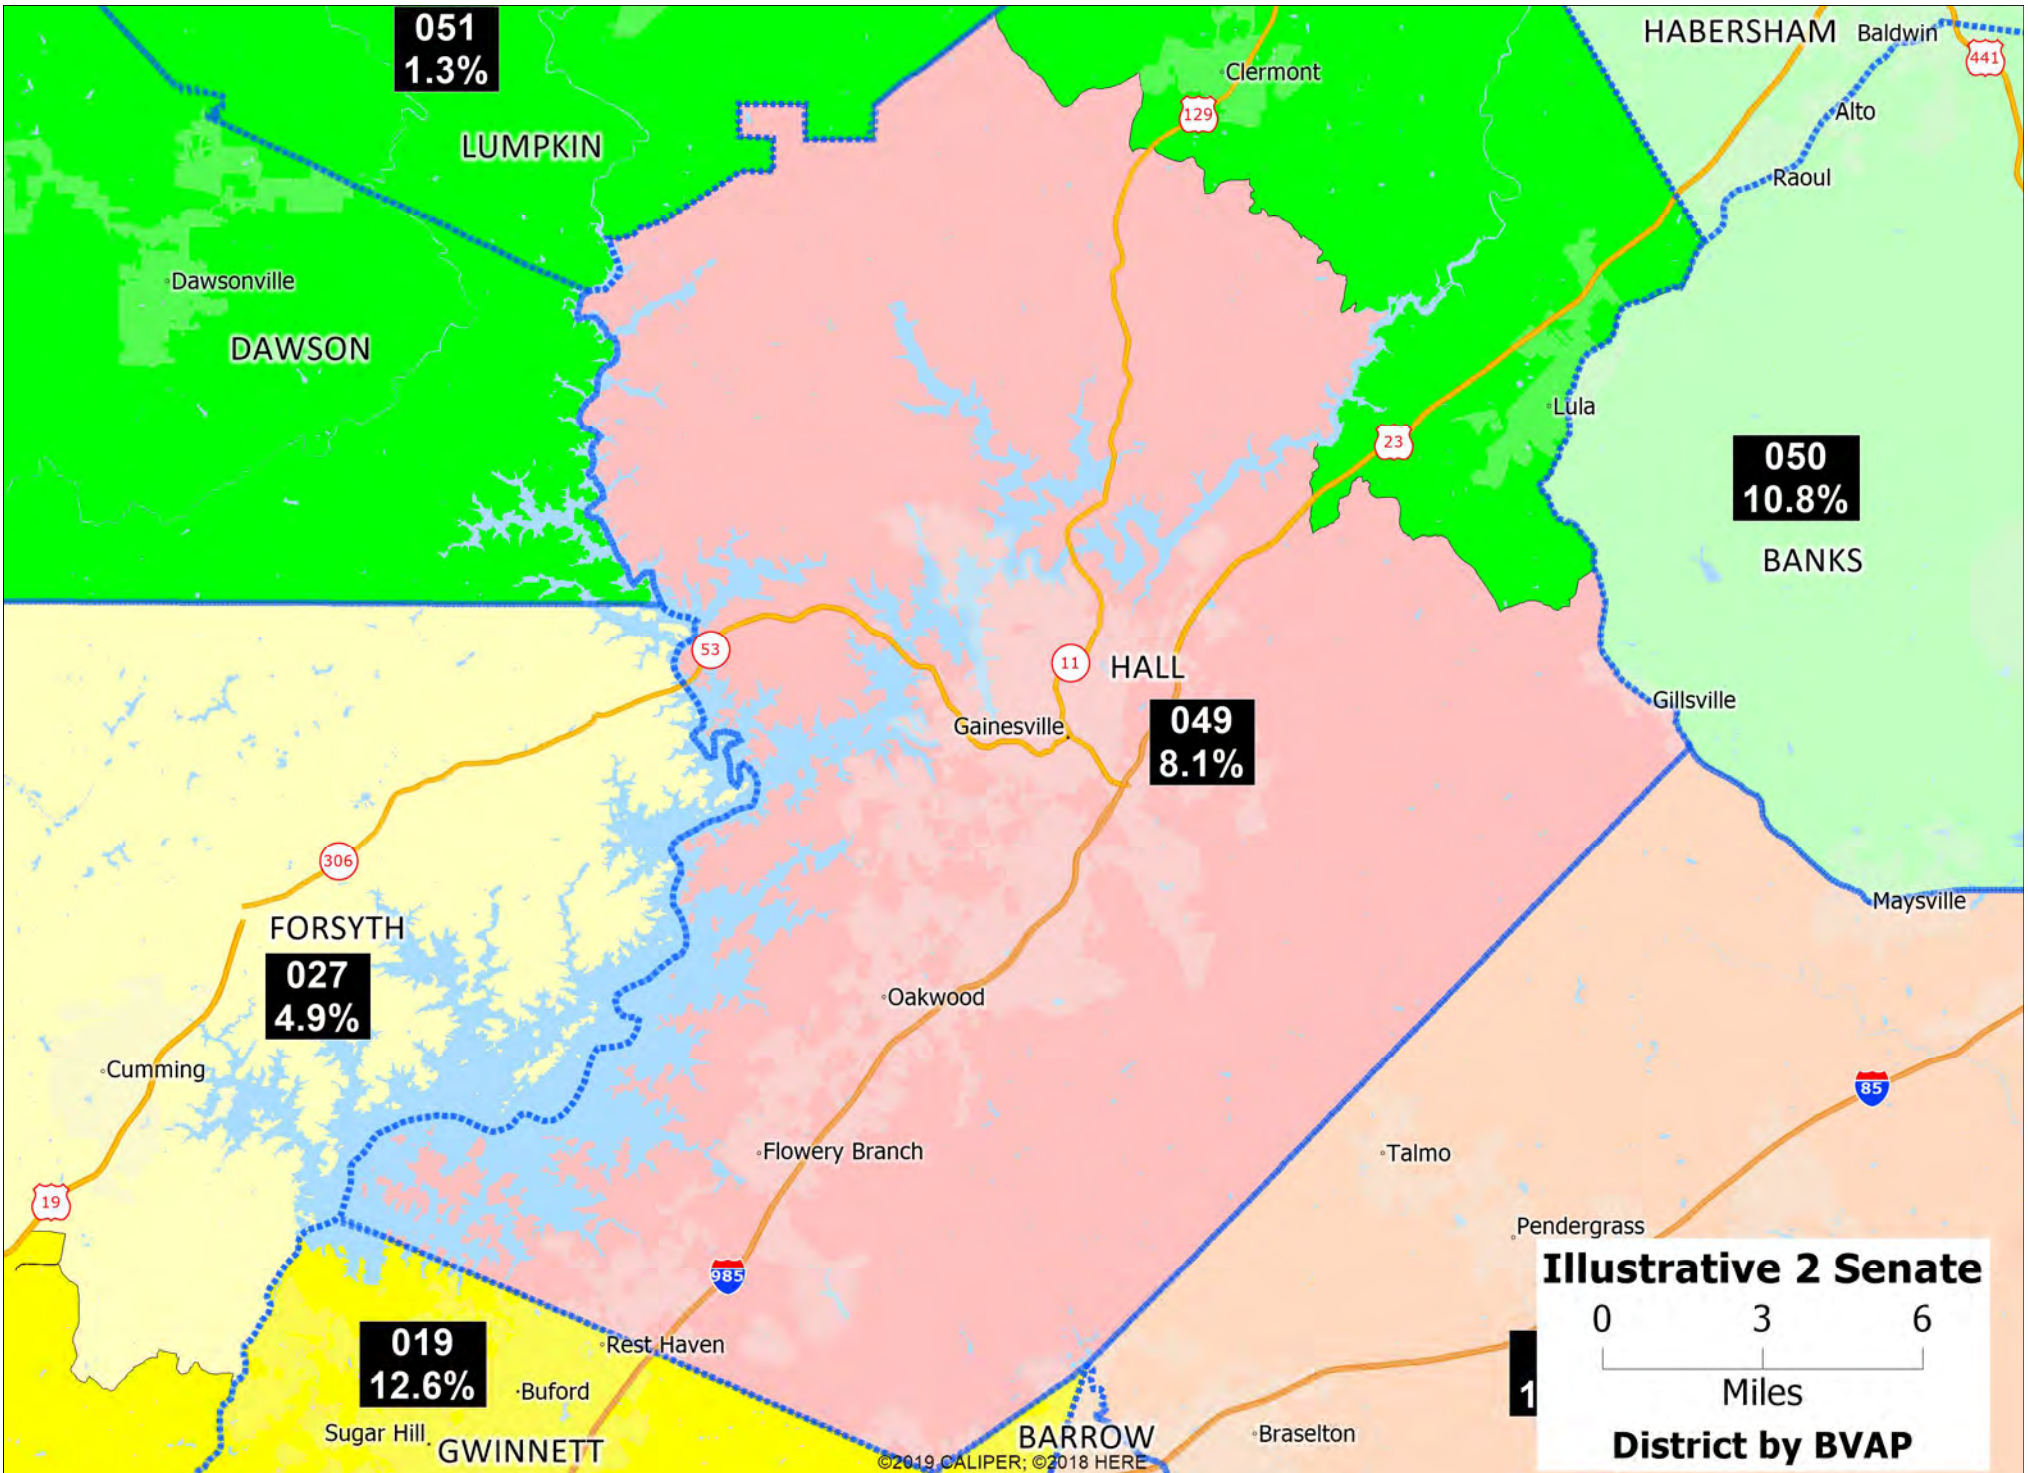 051
1.3%
HABERSHAM
Baldwin
441
Clermont
129
Alto
LUMPKIN
Raoul
Dawsonville
DAWSON
Lula
23
050
10.8%
BANKS
53
11
HALL
Gillsville
049
8.1%
Gainesville
306
Maysville
FORSYTH
027
4.9%
Oakwood
Cumming
85
Flowery Branch
Talmo
19
Pendergrass
985
Illustrative 2 Senate
0 3 6
Miles
District by BVAP
019
12.6%
Rest Haven
Buford
1
Sugar Hill
GWINNETT
BARROW
Braselton
©2019 CALIPER; ©2018 HERE